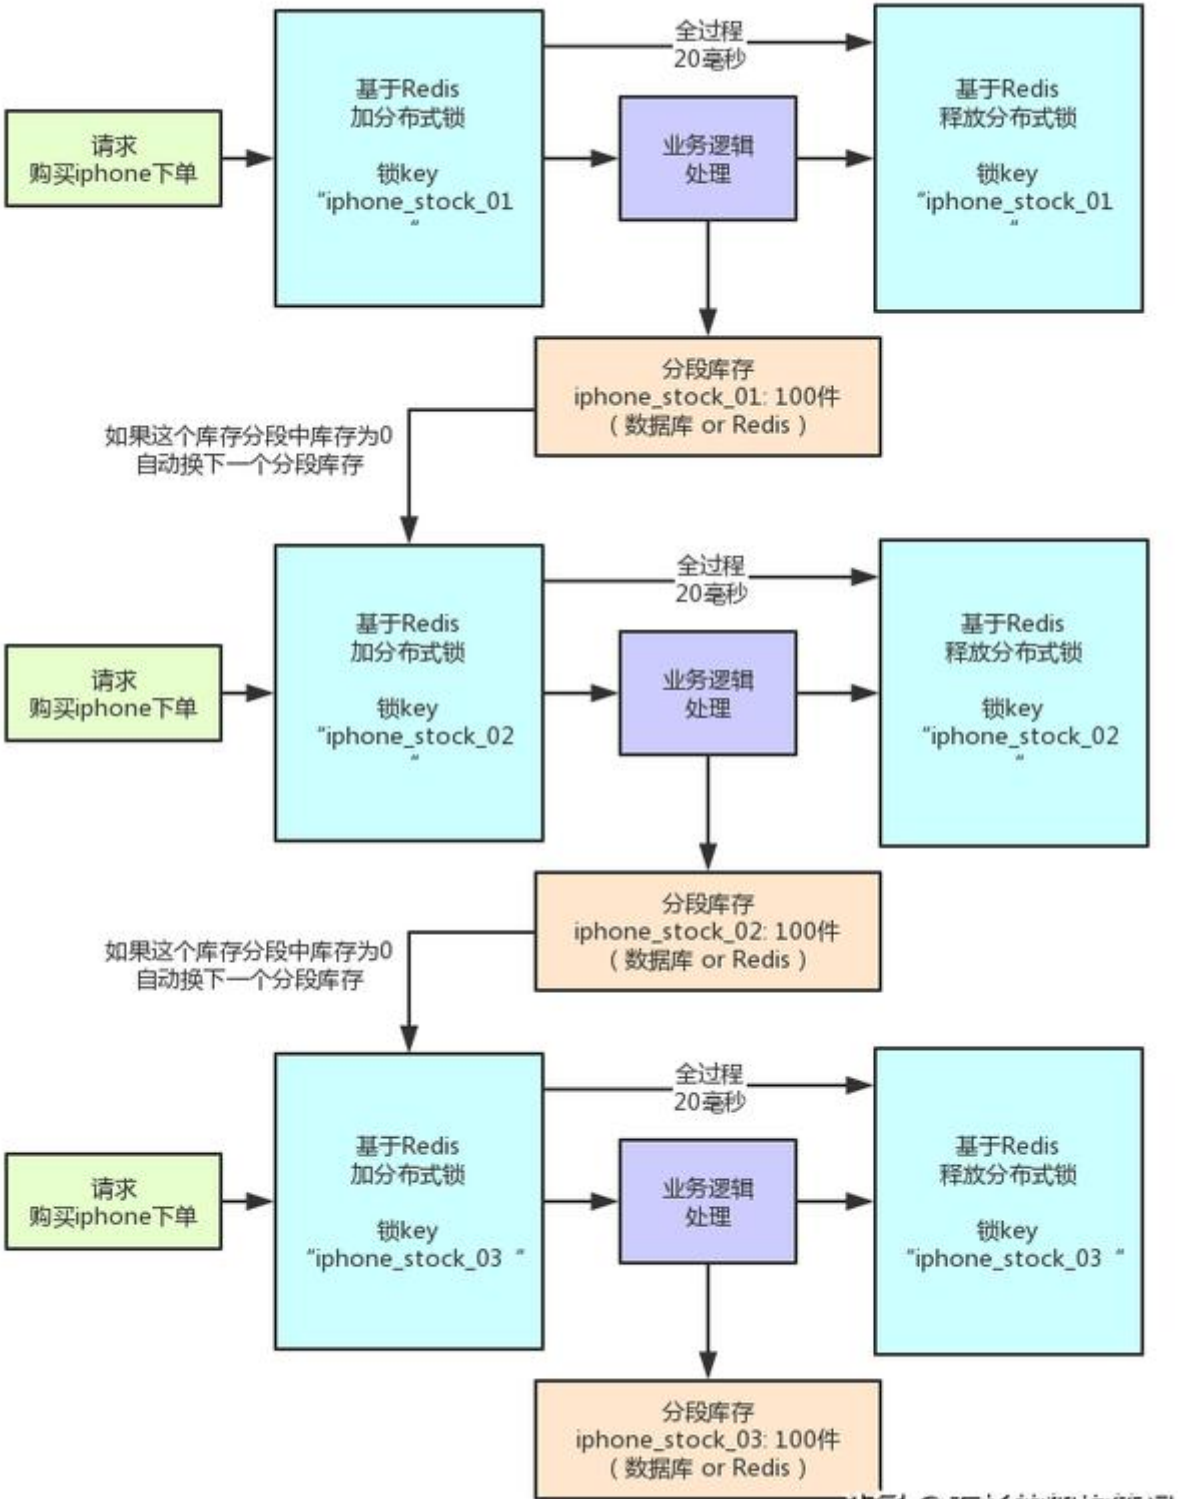 全过程
20毫秒
基于Redis
加分布式锁
锁key
“iphone_stock_01
“
请求
购买iphone下单
业务逻辑
处理
基于Redis
释放分布式锁
锁key
“iphone_stock_01
“
分段库存
iphone_stock_01: 100件
（数据库 or Redis）
如果这个库存分段中库存为0
自动换下一个分段库存
全过程
20毫秒
基于Redis
加分布式锁
锁key
“iphone_stock_02
“
请求
购买iphone下单
业务逻辑
处理
基于Redis
释放分布式锁
锁key
“iphone_stock_02
“
分段库存
iphone_stock_02: 100件
（数据库 or Redis）
如果这个库存分段中库存为0
自动换下一个分段库存
全过程
20毫秒
基于Redis
加分布式锁
锁key
“iphone_stock_03 “
请求
购买iphone下单
业务逻辑
处理
基于Redis
释放分布式锁
锁key
“iphone_stock_03 “
分段库存
iphone_stock_03: 100件
（数据库 or Redis）